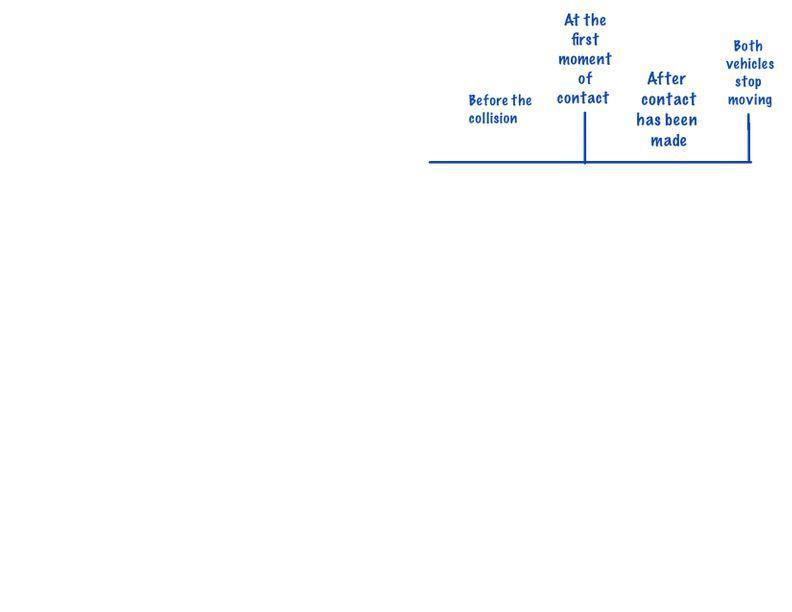 Before the
collision
At the
first
moment
of
contact
After
contact
has been
made
Both
vehicles
stop
moving